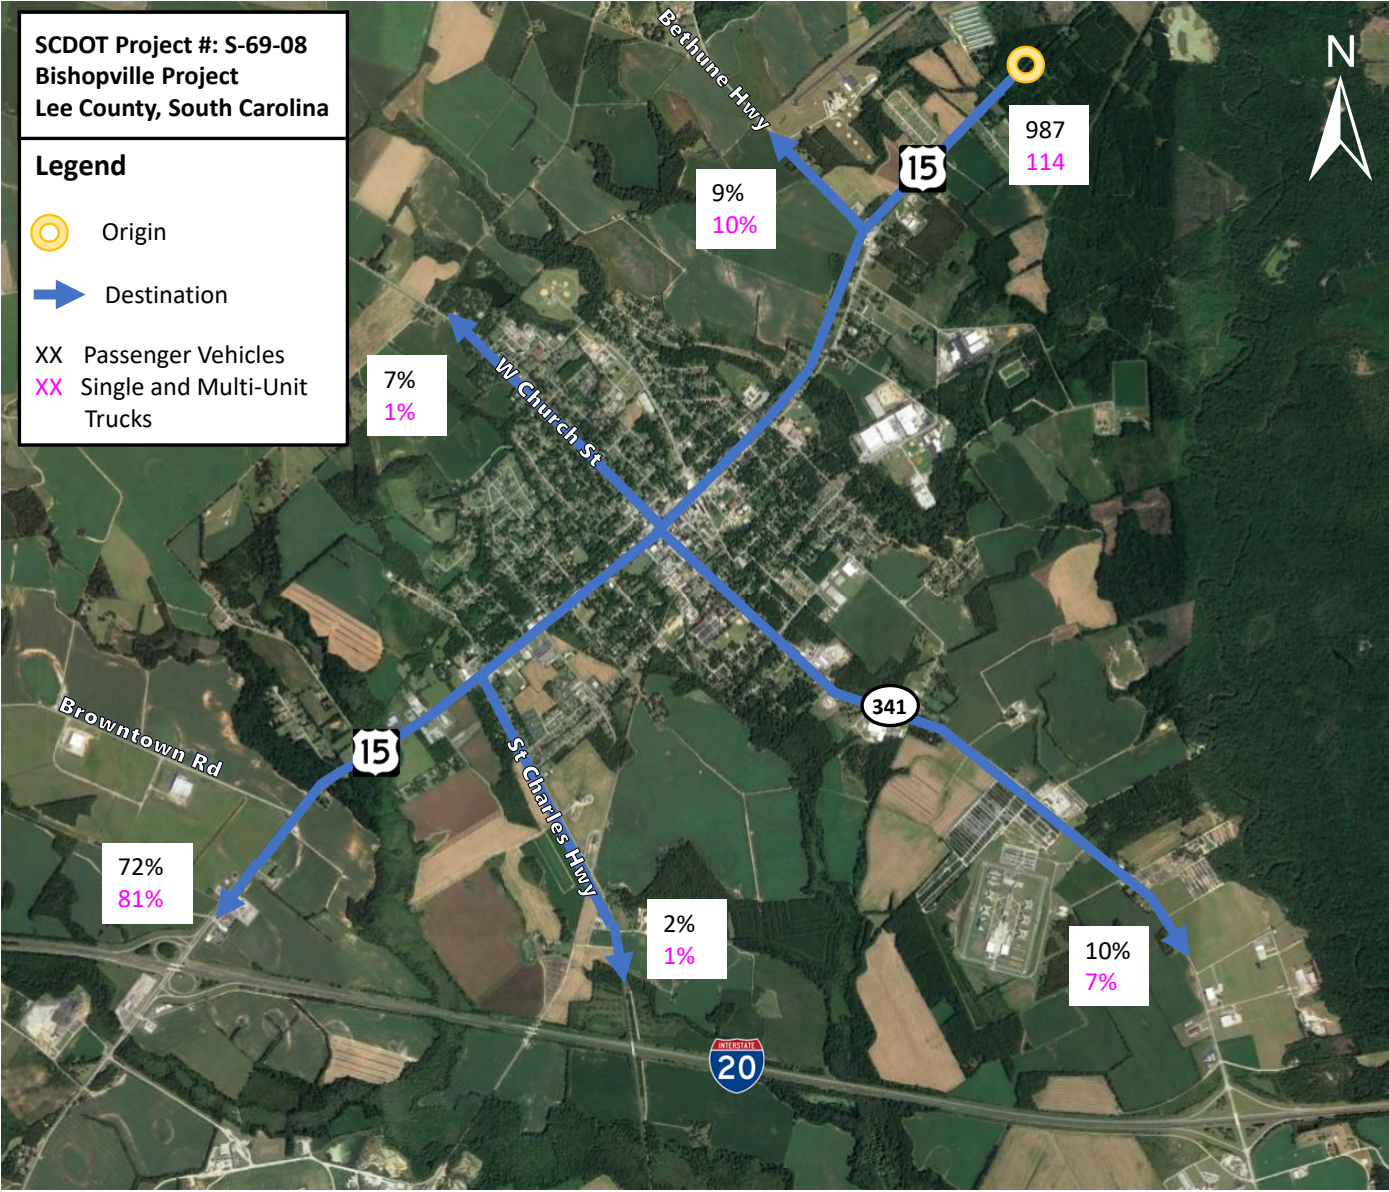 SCDOT Project #: S-69-08
Bishopville Project
Lee County, South Carolina
Legend
Origin
Destination
XX Passenger Vehicles
XX Single and Multi-Unit
Trucks
Bethune Hwy
N
987
114
15
9%
10%
7%
1%
W Church St
341
Browntown Rd
15
St Charles Hwy
72%
81%
2%
1%
10%
7%
INTERSTATE
20